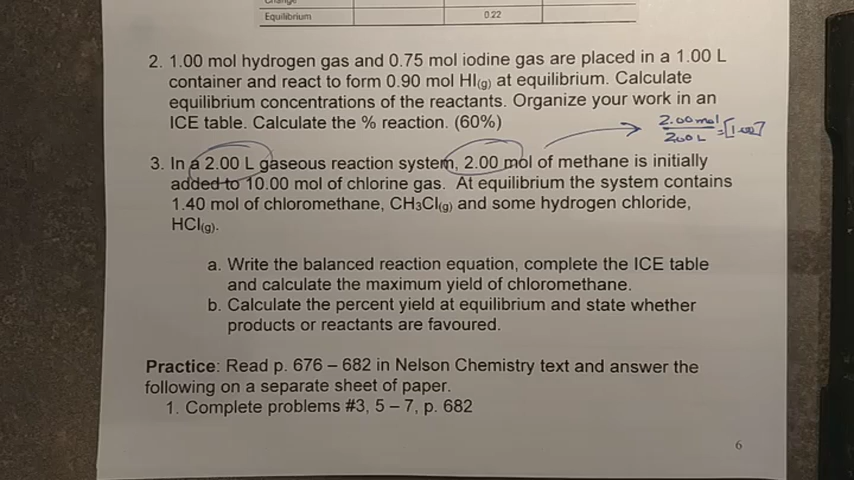 Change
Equilibrium 0.22
2. 1.00 mol hydrogen gas and 0.75 mol iodine gas are placed in a 1.00 L
container and react to form 0.90 mol HI(g) at equilibrium. Calculate
equilibrium concentrations of the reactants. Organize your work in an
ICE table. Calculate the % reaction. (60%)
2.00 mol
2.00 L
=[1.00]
3. In a 2.00 L gaseous reaction system, 2.00 mol of methane is initially
added to 10.00 mol of chlorine gas. At equilibrium the system contains
1.40 mol of chloromethane, CH₃Cl(g) and some hydrogen chloride,
HCl(g).
a. Write the balanced reaction equation, complete the ICE table
and calculate the maximum yield of chloromethane.
b. Calculate the percent yield at equilibrium and state whether
products or reactants are favoured.
Practice: Read p. 676 – 682 in Nelson Chemistry text and answer the
following on a separate sheet of paper.
1. Complete problems #3, 5 – 7, p. 682
6